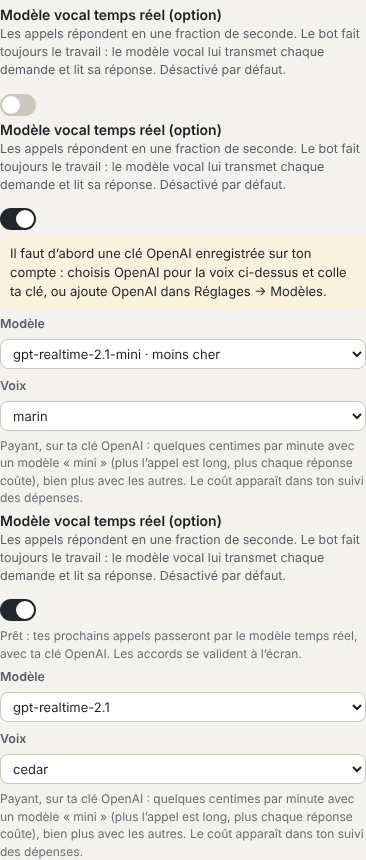 Modèle vocal temps réel (option)
Les appels répondent en une fraction de seconde. Le bot fait
toujours le travail : le modèle vocal lui transmet chaque
demande et lit sa réponse. Désactivé par défaut.
Modèle vocal temps réel (option)
Les appels répondent en une fraction de seconde. Le bot fait
toujours le travail : le modèle vocal lui transmet chaque
demande et lit sa réponse. Désactivé par défaut.
Il faut d’abord une clé OpenAI enregistrée sur ton
compte : choisis OpenAI pour la voix ci-dessus et colle
ta clé, ou ajoute OpenAI dans Réglages → Modèles.
Modèle
gpt-realtime-2.1-mini · moins cher
Voix
marin
Payant, sur ta clé OpenAI : quelques centimes par minute avec
un modèle « mini » (plus l’appel est long, plus chaque réponse
coûte), bien plus avec les autres. Le coût apparaît dans ton suivi
des dépenses.
Modèle vocal temps réel (option)
Les appels répondent en une fraction de seconde. Le bot fait
toujours le travail : le modèle vocal lui transmet chaque
demande et lit sa réponse. Désactivé par défaut.
Prêt : tes prochains appels passeront par le modèle temps réel,
avec ta clé OpenAI. Les accords se valident à l’écran.
Modèle
gpt-realtime-2.1
Voix
cedar
Payant, sur ta clé OpenAI : quelques centimes par minute avec
un modèle « mini » (plus l’appel est long, plus chaque réponse
coûte), bien plus avec les autres. Le coût apparaît dans ton suivi
des dépenses.